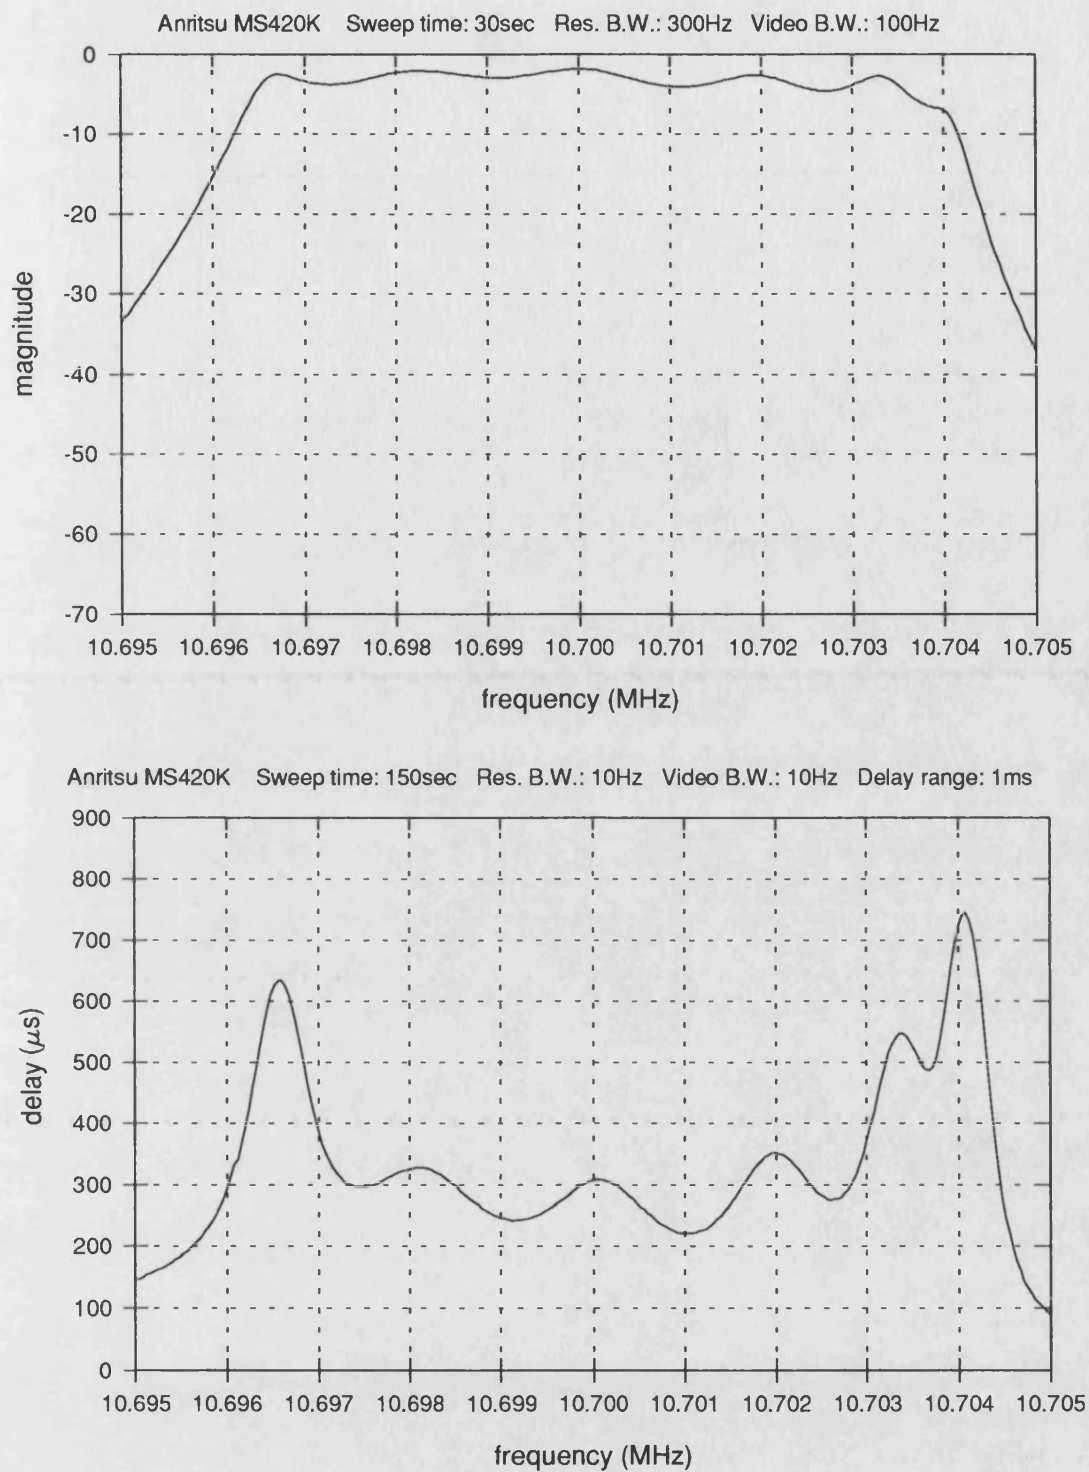 Anritsu MS420K Sweep time: 30sec Res. B.W.: 300Hz Video B.W.: 100Hz
0
-10
-20
-30
-40
-50
-60
-70
magnitude
10.695 10.696 10.697 10.698 10.699 10.700 10.701 10.702 10.703 10.704 10.705
frequency (MHz)
Anritsu MS420K Sweep time: 150sec Res. B.W.: 10Hz Video B.W.: 10Hz Delay range: 1ms
900
800
700
600
500
400
300
200
100
0
delay (μs)
10.695 10.696 10.697 10.698 10.699 10.700 10.701 10.702 10.703 10.704 10.705
frequency (MHz)